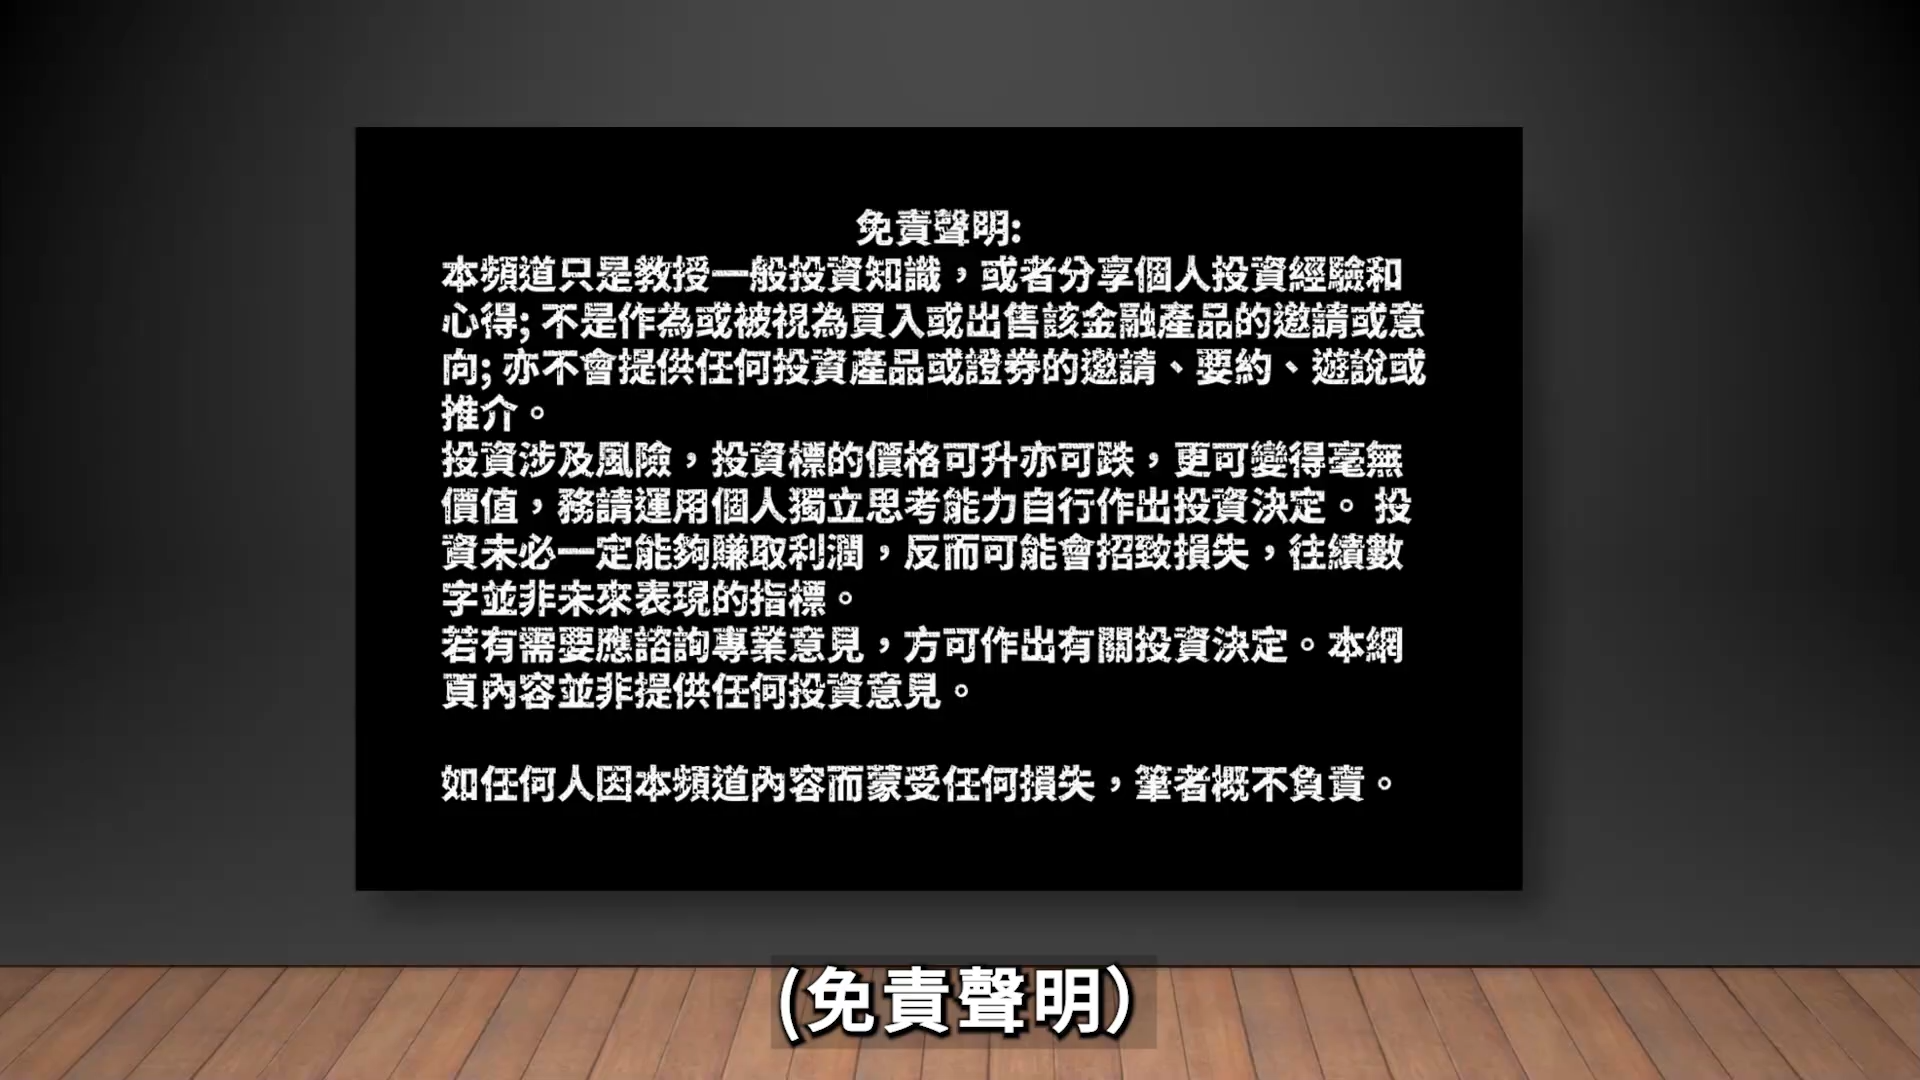 免責聲明:
本頻道只是教授一般投資知識，或者分享個人投資經驗和
心得; 不是作為或被視為買入或出售該金融產品的邀請或意
向; 亦不會提供任何投資產品或證券的邀請、要約、遊說或
推介。
投資涉及風險，投資標的價格可升亦可跌，更可變得毫無
價值，務請運用個人獨立思考能力自行作出投資決定。 投
資未必一定能夠賺取利潤，反而可能會招致損失，往績數
字並非未來表現的指標。
若有需要應諮詢專業意見，方可作出有關投資決定。本網
頁內容並非提供任何投資意見。
如任何人因本頻道內容而蒙受任何損失，筆者概不負責。
(免責聲明)